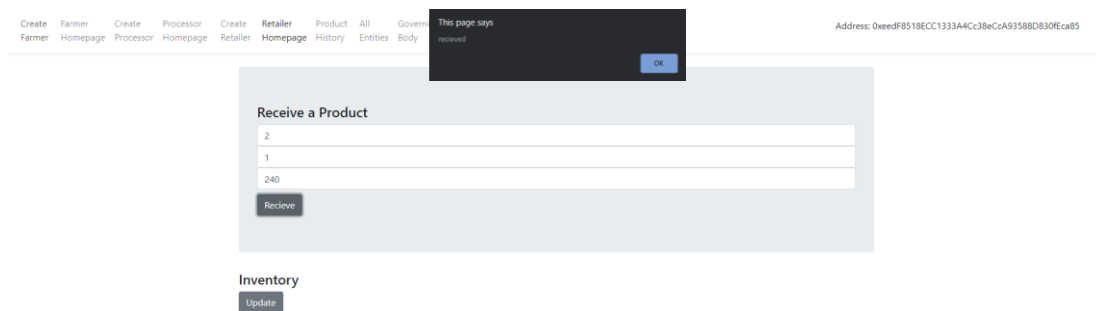 Create Farmer Create Processor Create Retailer Product All
Farmer Homepage Processor Homepage Retailer Homepage History Entities Body
This page says
recieved
OK
Address: 0xeedF8518ECC1333A4Cc38eCcA93588D830fEca85
Receive a Product
2
1
240
Recieve
Inventory
Update